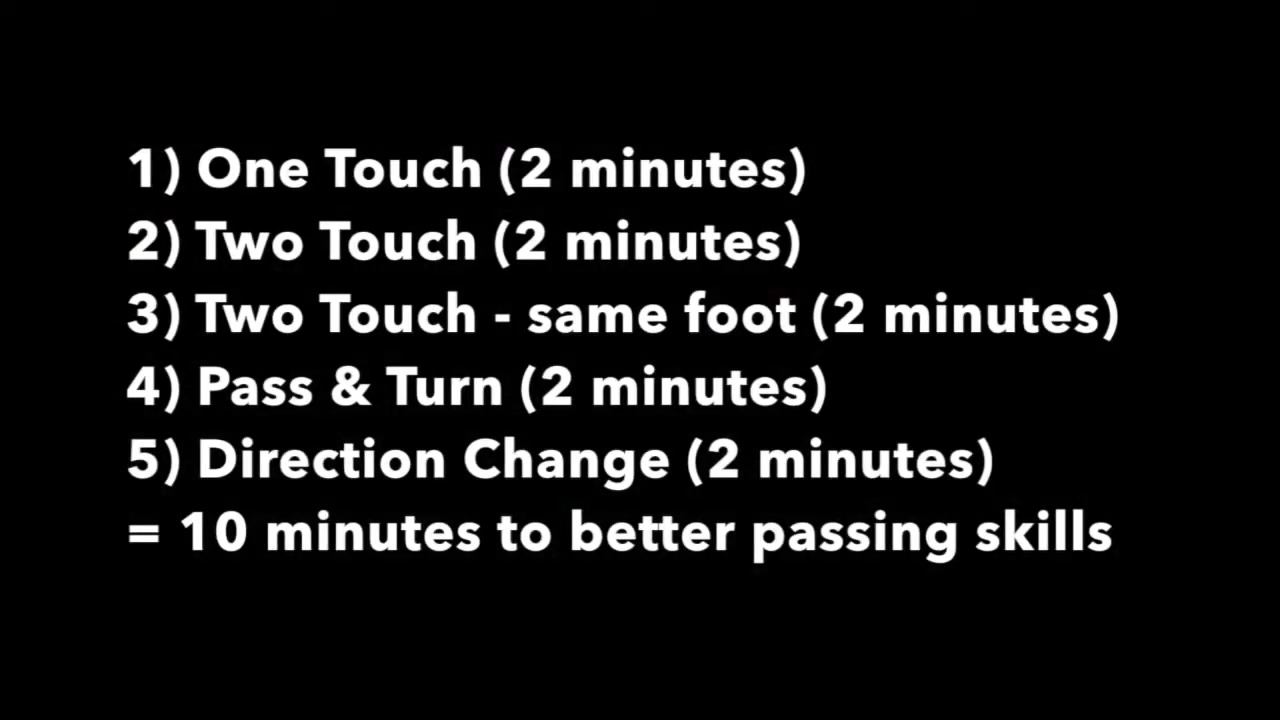 1) One Touch (2 minutes)
2) Two Touch (2 minutes)
3) Two Touch - same foot (2 minutes)
4) Pass & Turn (2 minutes)
5) Direction Change (2 minutes)
= 10 minutes to better passing skills